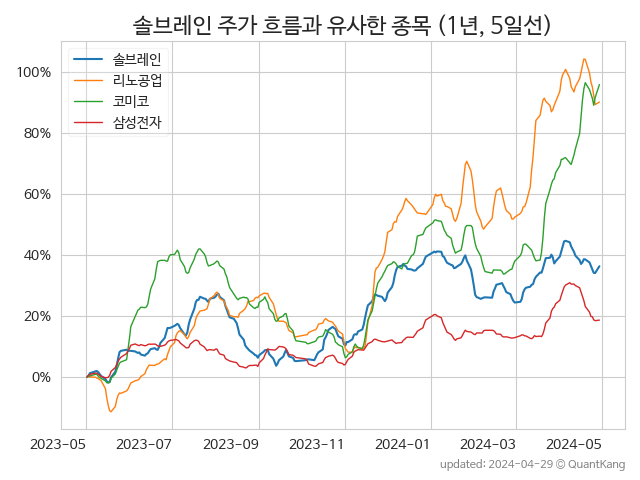 솔브레인 주가 흐름과 유사한 종목 (1년, 5일선)
솔브레인
리노공업
코미코
삼성전자
100%
80%
60%
40%
20%
0%
2023-05 2023-07 2023-09 2023-11 2024-01 2024-03 2024-05
updated: 2024-04-29 © QuantKang